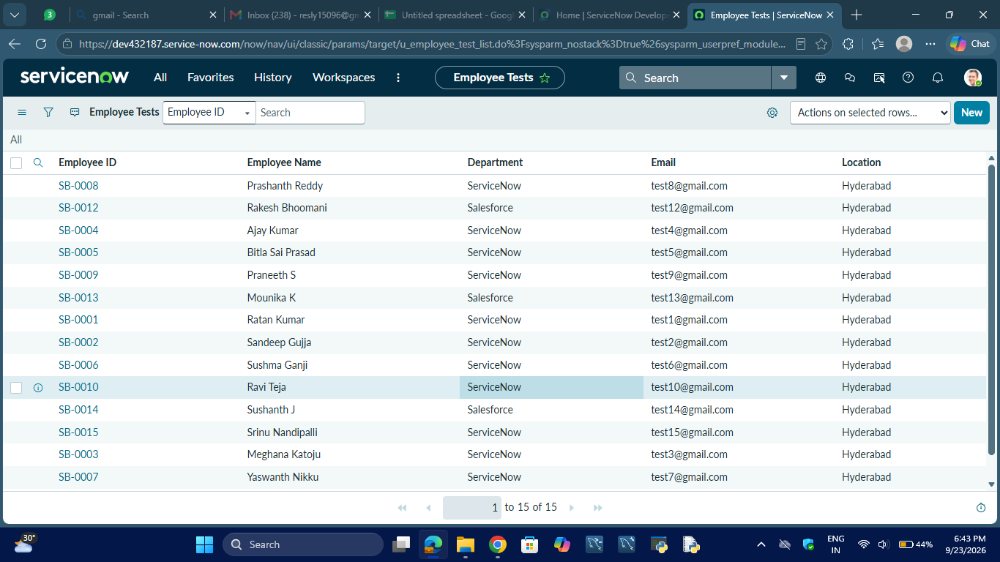 3
gmail - Search
Inbox (238) - resly15096@gm
Untitled spreadsheet - Googl
Home | ServiceNow Develope
Employee Tests | ServiceNow
https://dev432187.service-now.com/now/nav/ui/classic/params/target/u_employee_test_list.do%3Fsysparm_nostack%3Dtrue%26sysparm_userpref_module...
Chat
servicenow All Favorites History Workspaces Employee Tests Search
Employee Tests Employee ID Search Actions on selected rows... New
All
Employee ID Employee Name Department Email Location
SB-0008 Prashanth Reddy ServiceNow test8@gmail.com Hyderabad
SB-0012 Rakesh Bhoomani Salesforce test12@gmail.com Hyderabad
SB-0004 Ajay Kumar ServiceNow test4@gmail.com Hyderabad
SB-0005 Bitla Sai Prasad ServiceNow test5@gmail.com Hyderabad
SB-0009 Praneeth S ServiceNow test9@gmail.com Hyderabad
SB-0013 Mounika K Salesforce test13@gmail.com Hyderabad
SB-0001 Ratan Kumar ServiceNow test1@gmail.com Hyderabad
SB-0002 Sandeep Gujja ServiceNow test2@gmail.com Hyderabad
SB-0006 Sushma Ganji ServiceNow test6@gmail.com Hyderabad
SB-0010 Ravi Teja ServiceNow test10@gmail.com Hyderabad
SB-0014 Sushanth J Salesforce test14@gmail.com Hyderabad
SB-0015 Srinu Nandipalli ServiceNow test15@gmail.com Hyderabad
SB-0003 Meghana Katoju ServiceNow test3@gmail.com Hyderabad
SB-0007 Yaswanth Nikku ServiceNow test7@gmail.com Hyderabad
1 to 15 of 15
30°
Search
ENG
IN
44%
6:43 PM
9/23/2026